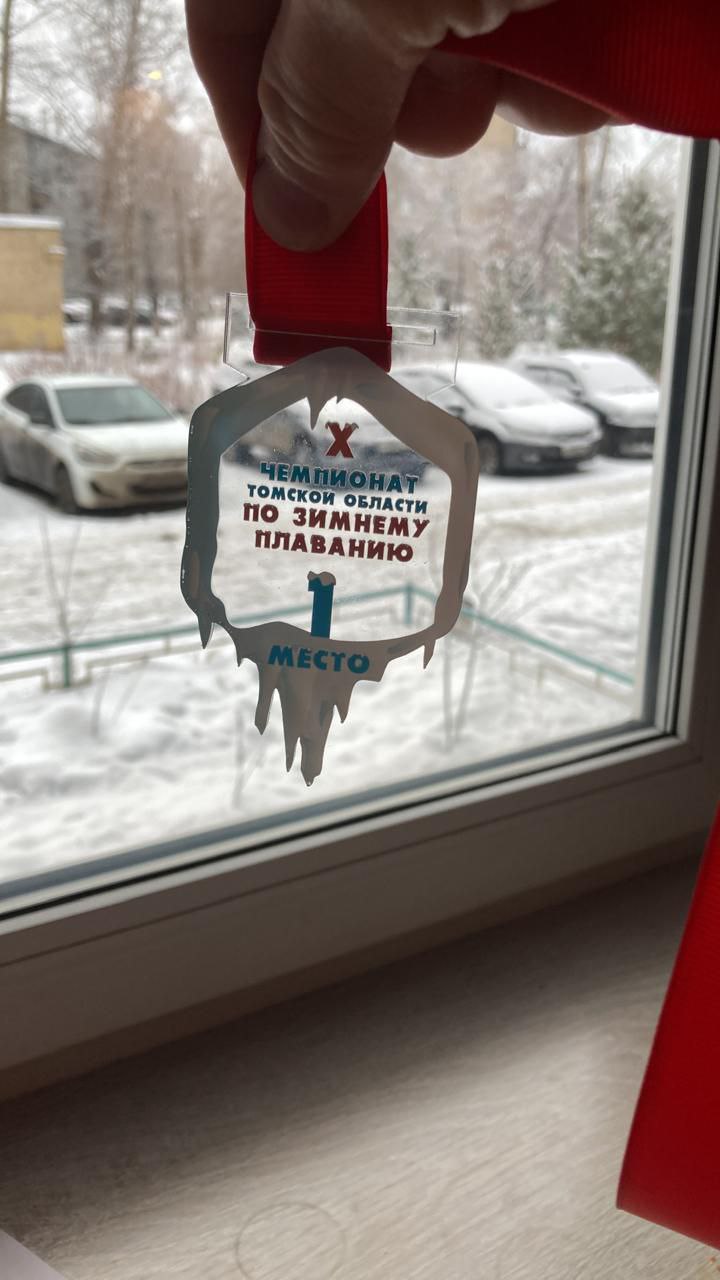 X
ЧЕМПИОНАТ
ТОМСКОЙ ОБЛАСТИ
ПО ЗИМНЕМУ
ПЛАВАНИЮ
1
МЕСТО